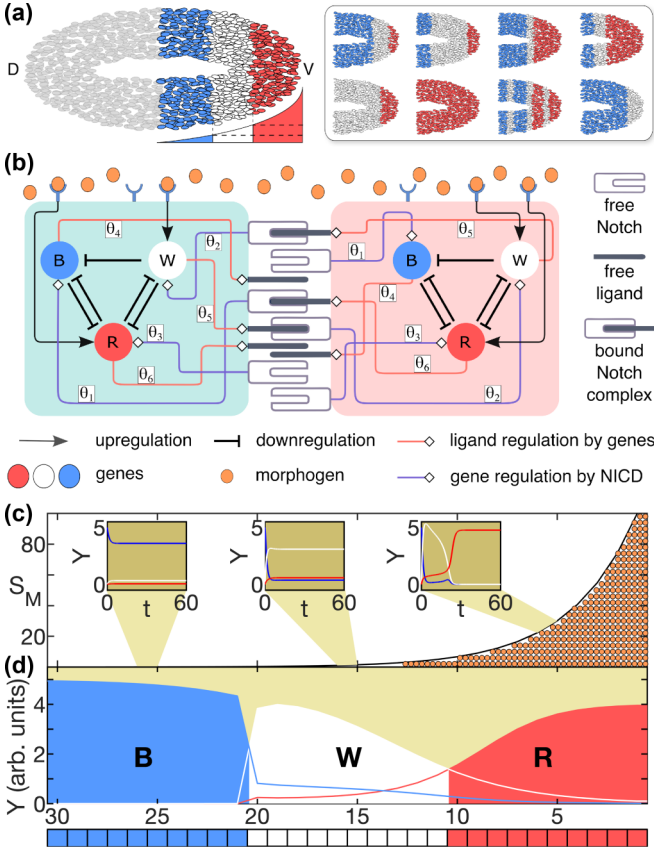 (a)
D
V
(b)
θ4
θ2
θ1
θ5
B
W
B
W
θ5
θ4
R
θ3
θ3
R
θ6
θ6
θ1
θ2
free
Notch
free
ligand
bound
Notch
complex
upregulation
downregulation
ligand regulation by genes
genes
morphogen
gene regulation by NICD
(c)
80
SM
20
5
Y
0
0 t 60
5
Y
0
0 t 60
5
Y
0
0 t 60
(d)
Y (arb. units)
4
2
0
B
W
R
30 25 20 15 10 5